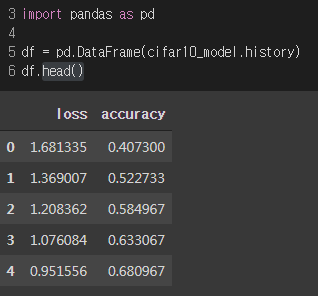 3 import pandas as pd
4
5 df = pd.DataFrame(cifar10_model.history)
6 df.head()
loss accuracy
0 1.681335 0.407300
1 1.369007 0.522733
2 1.208362 0.584967
3 1.076084 0.633067
4 0.951556 0.680967